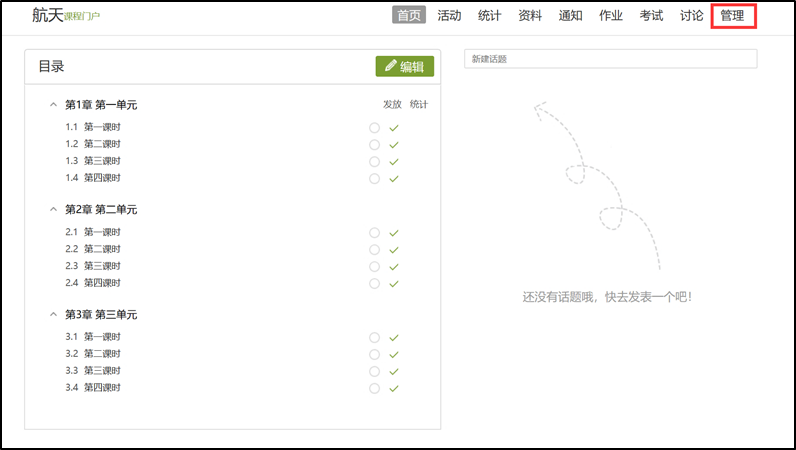 航天课程门户 首页 活动 统计 资料 通知 作业 考试 讨论 管理
目录 编辑
新建话题
第1章 第一单元 发放 统计
1.1 第一课时
1.2 第二课时
1.3 第三课时
1.4 第四课时
第2章 第二单元
2.1 第一课时
2.2 第二课时
2.3 第三课时
2.4 第四课时
还没有话题哦，快去发表一个吧！
第3章 第三单元
3.1 第一课时
3.2 第二课时
3.3 第三课时
3.4 第四课时